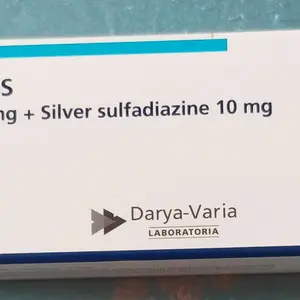 S
ng + Silver sulfadiazine 10 mg
Darya-Varia
LABORATORIA